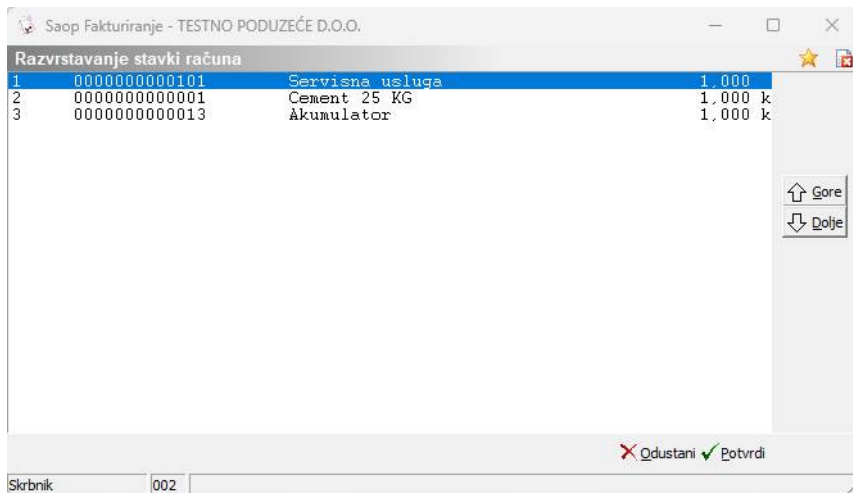 Saop Fakturiranje - TESTNO PODUZEĆE D.O.O.
Razvrstavanje stavki računa
1 0000000000101 Servisna usluga 1,000
2 0000000000001 Cement 25 KG 1,000 k
3 0000000000013 Akumulator 1,000 k
Gore
Dolje
Odustani Potvrdi
Skrbnik 002